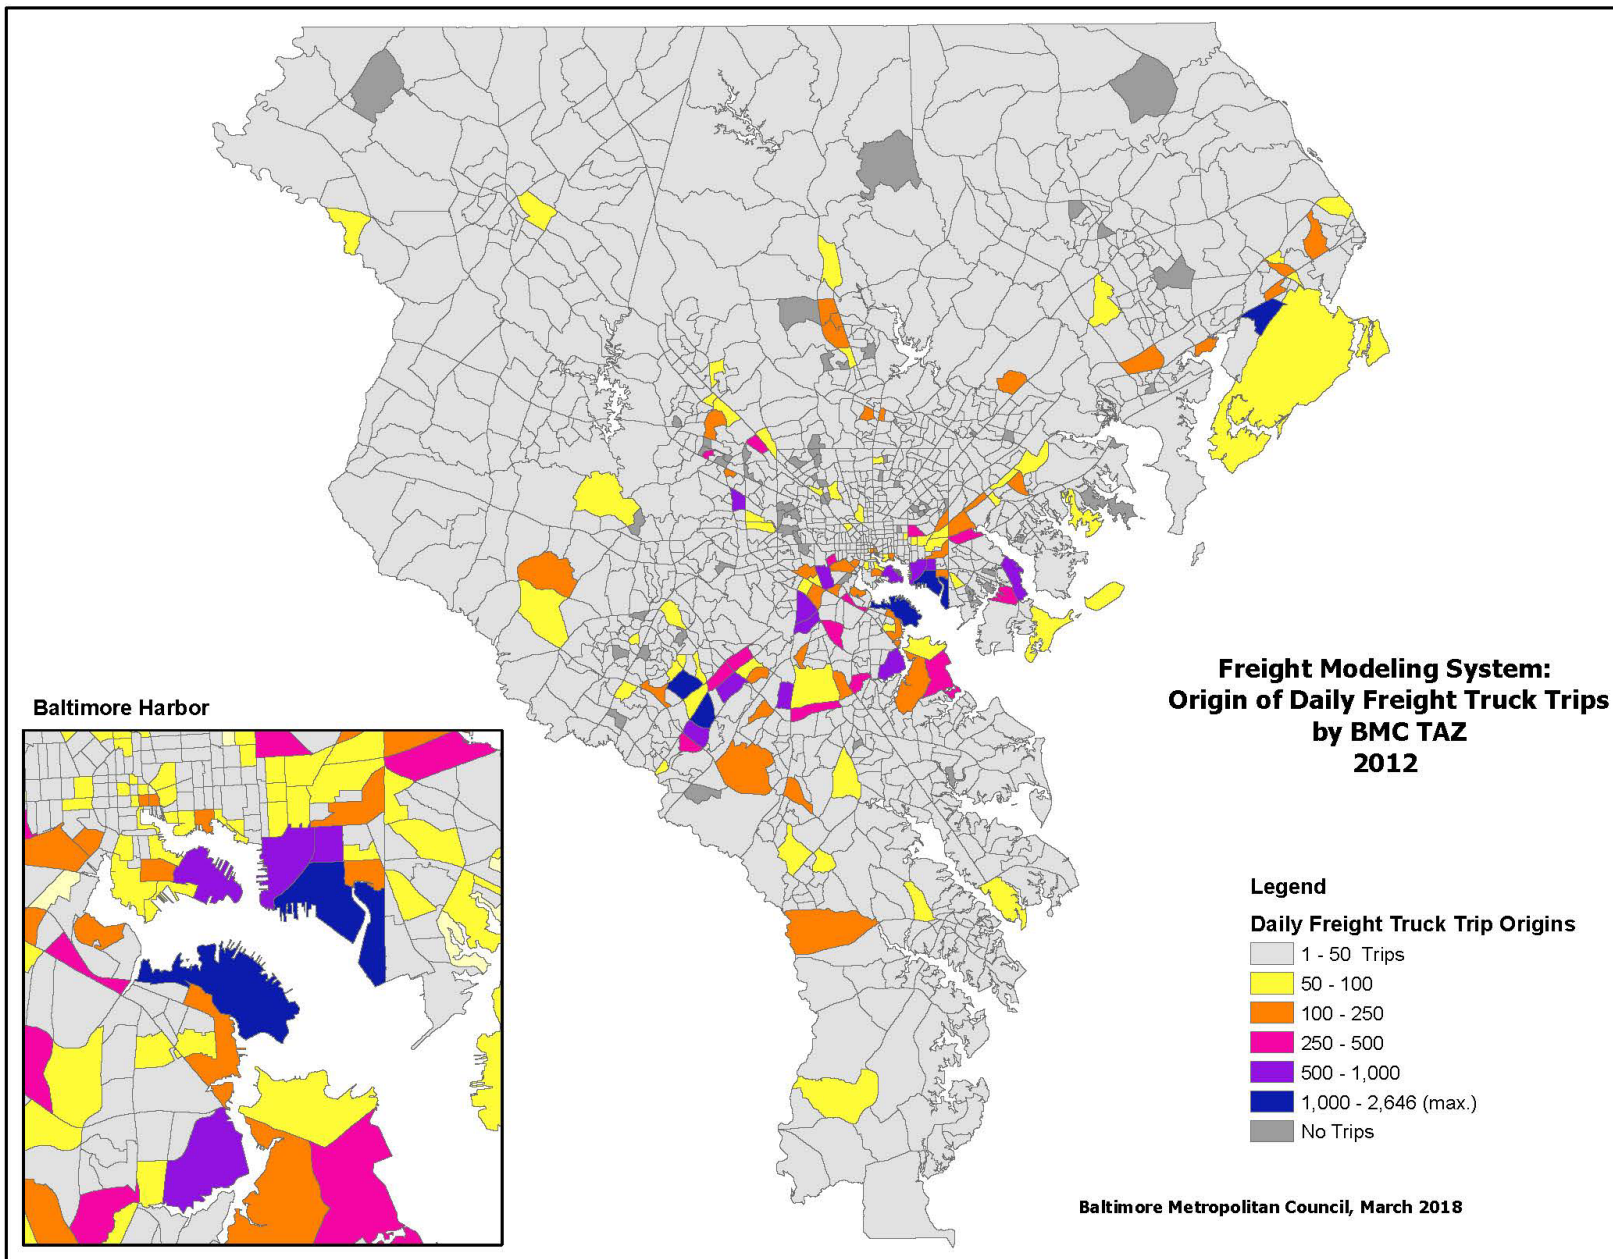 Freight Modeling System:
Origin of Daily Freight Truck Trips
by BMC TAZ
2012
Baltimore Harbor
Legend
Daily Freight Truck Trip Origins
1 - 50 Trips
50 - 100
100 - 250
250 - 500
500 - 1,000
1,000 - 2,646 (max.)
No Trips
Baltimore Metropolitan Council, March 2018